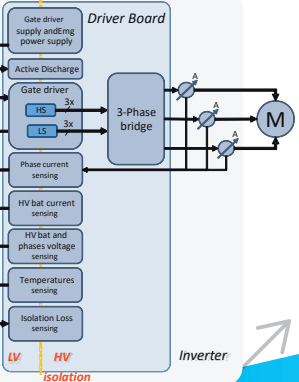 Driver Board
Gate driver
supply andEmg
power supply
Active Discharge
Gate driver
HS
3x
LS
3x
3-Phase
bridge
A
A
A
M
Phase current
sensing
HV bat current
sensing
HV bat and
phases voltage
sensing
Temperatures
sensing
Isolation Loss
sensing
LV
HV
Inverter
isolation